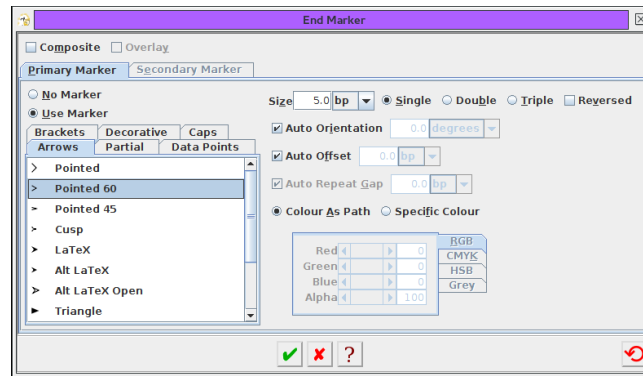 End Marker
Composite Overlay
Primary Marker Secondary Marker
No Marker
Use Marker
Brackets Decorative Caps
Arrows Partial Data Points
Pointed
Pointed 60
Pointed 45
Cusp
LaTeX
Alt LaTeX
Alt LaTeX Open
Triangle
Size 5.0 bp Single Double Triple Reversed
Auto Orientation 0.0 degrees
Auto Offset 0.0 bp
Auto Repeat Gap 0.0 bp
Colour As Path Specific Colour
Red 0
Green 0
Blue 0
Alpha 100
RGB
CMYK
HSB
Grey
?